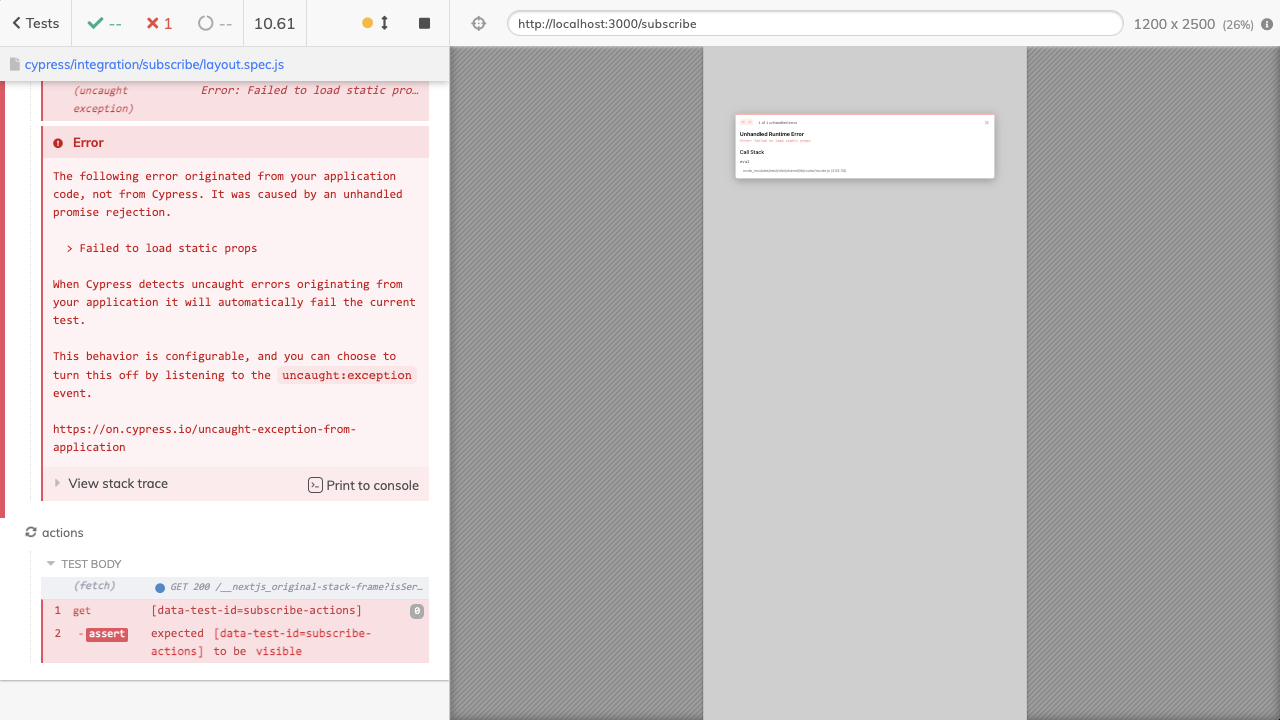 Tests
--
1
--
10.61
http://localhost:3000/subscribe
1200 x 2500 (26%)
cypress/integration/subscribe/layout.spec.js
(uncaught exception) Error: Failed to load static pro…
Error
The following error originated from your application
code, not from Cypress. It was caused by an unhandled
promise rejection.
> Failed to load static props
When Cypress detects uncaught errors originating from
your application it will automatically fail the current
test.
This behavior is configurable, and you can choose to
turn this off by listening to the uncaught:exception
event.
https://on.cypress.io/uncaught-exception-from-
application
View stack trace
Print to console
actions
TEST BODY
(fetch) GET 200 /__nextjs_original-stack-frame?isSer…
1 get [data-test-id=subscribe-actions] 0
2 -assert expected [data-test-id=subscribe-
actions] to be visible
1 of 1 unhandled error
Unhandled Runtime Error
Error: Failed to load static props
Call Stack
eval